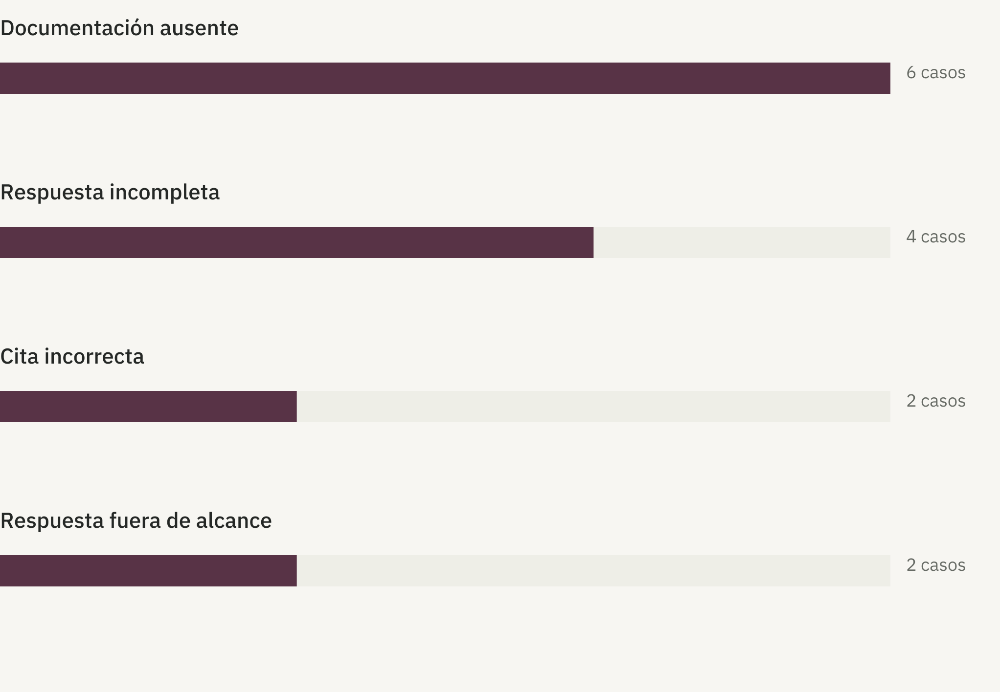 Documentación ausente
6 casos
Respuesta incompleta
4 casos
Cita incorrecta
2 casos
Respuesta fuera de alcance
2 casos